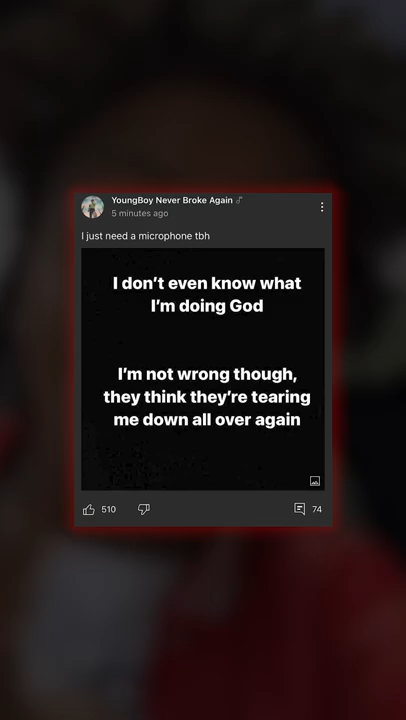 YoungBoy Never Broke Again
5 minutes ago
I just need a microphone tbh
I don't even know what
I'm doing God
I'm not wrong though,
they think they're tearing
me down all over again
510
74